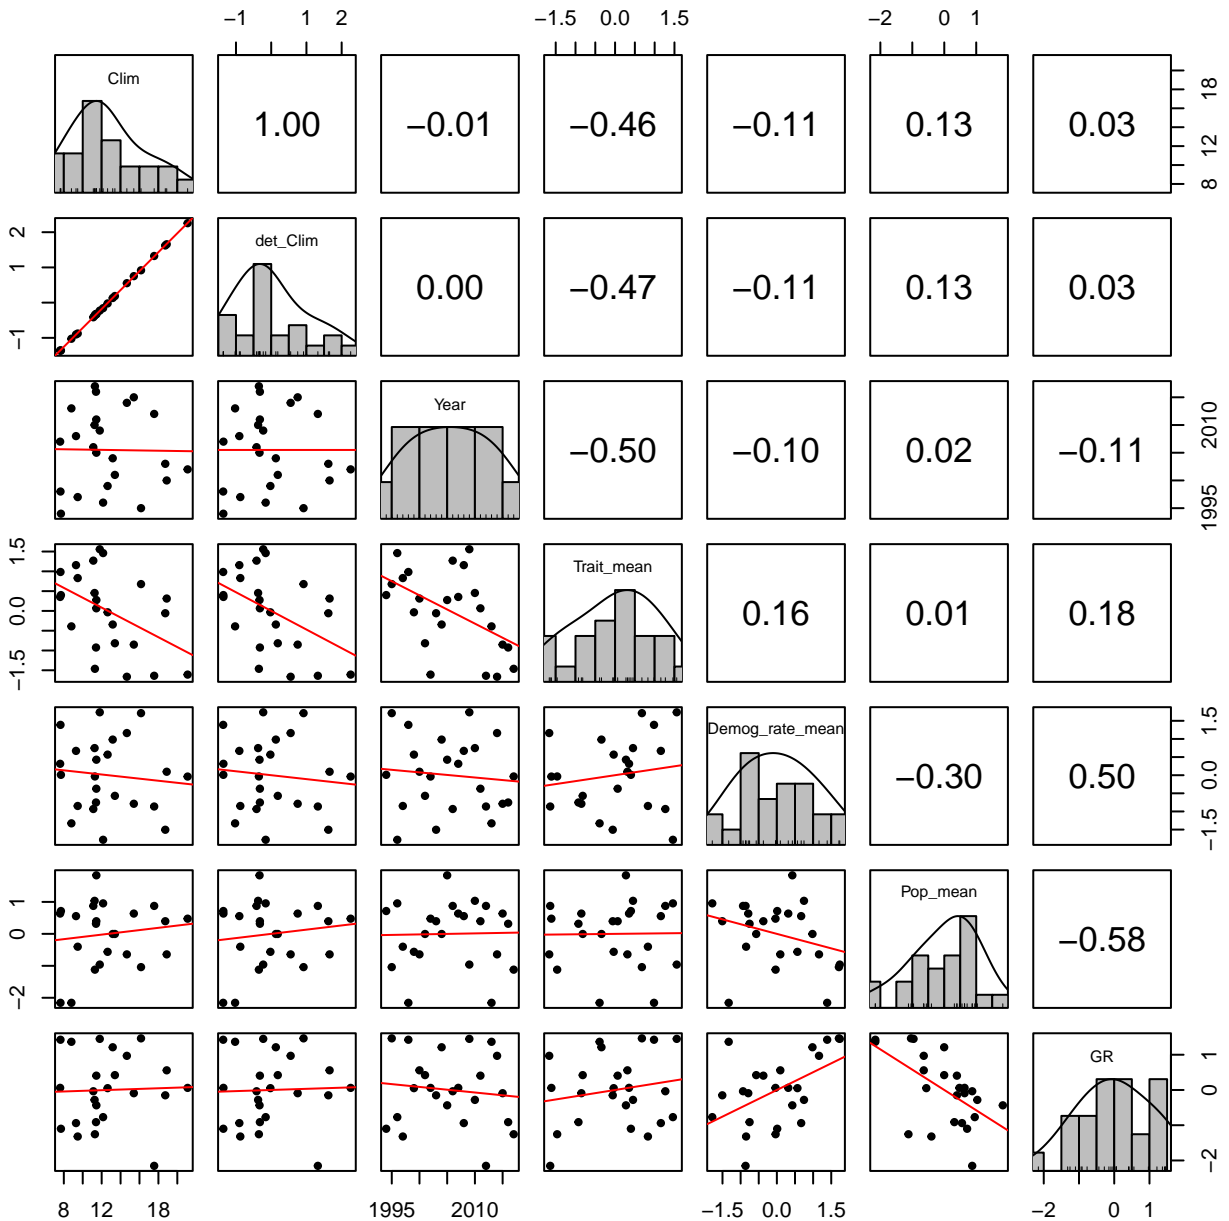 −1 1 2 −1.5 0.0 1.5 −2 0 1
Clim 1.00 −0.01 −0.46 −0.11 0.13 0.03 8 12 18
−1 1 2 det_Clim 0.00 −0.47 −0.11 0.13 0.03
Year −0.50 −0.10 0.02 −0.11 1995 2010
−1.5 0.0 1.5 Trait_mean 0.16 0.01 0.18
Demog_rate_mean −0.30 0.50 −1.5 0.0 1.5
−2 0 1 Pop_mean −0.58
GR −2 0 1
8 12 18 1995 2010 −1.5 0.0 1.5 −2 0 1